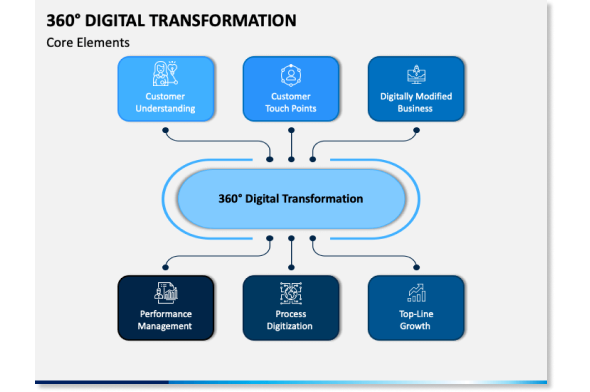 360° DIGITAL TRANSFORMATION
Core Elements
Customer
Understanding
Customer
Touch Points
Digitally Modified
Business
360° Digital Transformation
Performance
Management
Process
Digitization
Top-Line
Growth